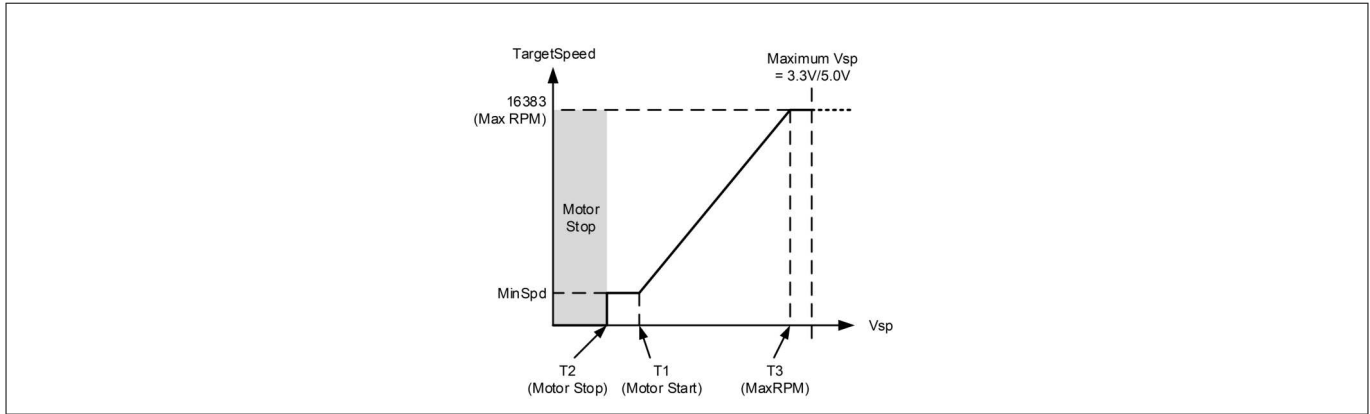 TargetSpeed
Maximum Vsp
= 3.3V/5.0V
16383
(Max RPM)
Motor
Stop
MinSpd
Vsp
T2
(Motor Stop)
T1
(Motor Start)
T3
(MaxRPM)